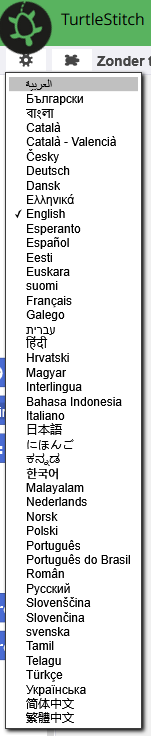 TurtleStitch
Zonder t
العربية
Български
বাংলা
Català
Català - Valencià
Česky
Deutsch
Dansk
Ελληνικά
✓ English
Esperanto
Español
Eesti
Euskara
suomi
Français
Galego
עברית
हिंदी
Hrvatski
Magyar
Interlingua
Bahasa Indonesia
Italiano
日本語
にほんご
ಕನ್ನಡ
한국어
Malayalam
Nederlands
Norsk
Polski
Português
Português do Brasil
Român
Русский
Slovenščina
Slovenčina
svenska
Tamil
Telagu
Türkçe
Українська
简体中文
繁體中文